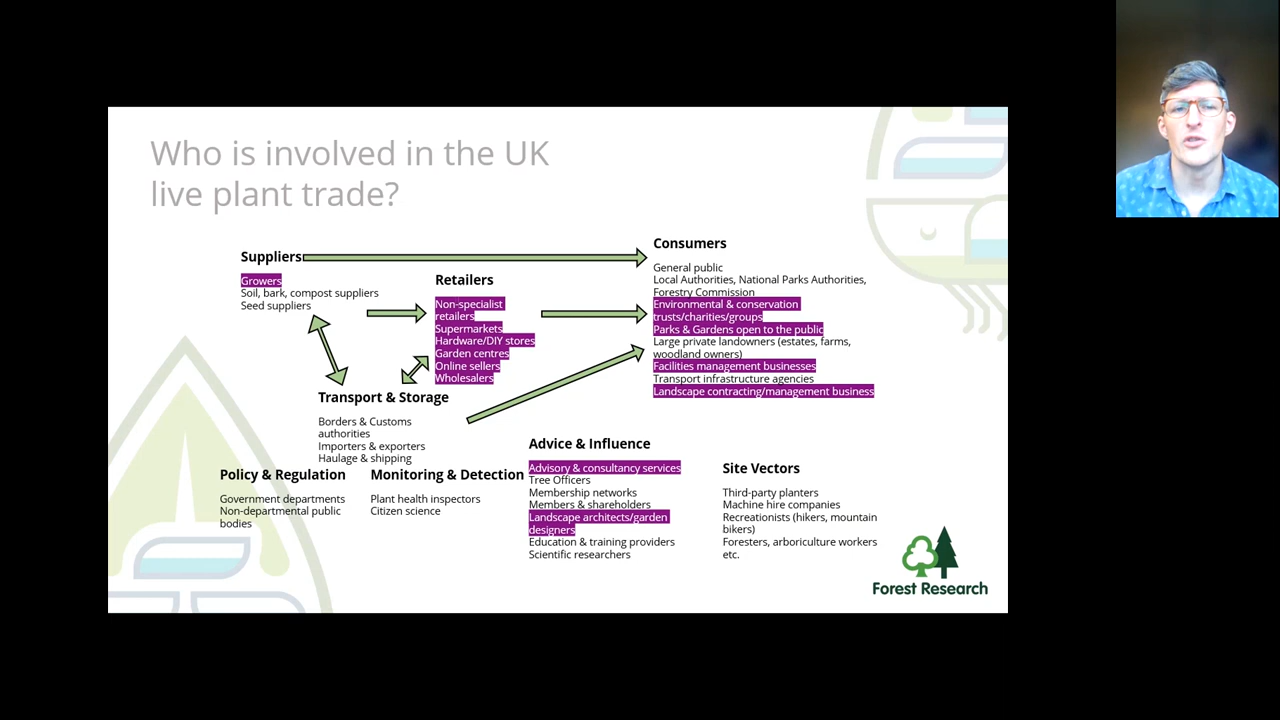 Who is involved in the UK
live plant trade?
Suppliers
Growers
Soil, bark, compost suppliers
Seed suppliers
Retailers
Non-specialist
retailers
Supermarkets
Hardware/DIY stores
Garden centres
Online sellers
Wholesalers
Consumers
General public
Local Authorities, National Parks Authorities,
Forestry Commission
Environmental & conservation
trusts/charities/groups
Parks & Gardens open to the public
Large private landowners (estates, farms,
woodland owners)
Facilities management businesses
Transport infrastructure agencies
Landscape contracting/management business
Transport & Storage
Borders & Customs
authorities
Importers & exporters
Haulage & shipping
Policy & Regulation
Government departments
Non-departmental public
bodies
Monitoring & Detection
Plant health inspectors
Citizen science
Advice & Influence
Advisory & consultancy services
Tree Officers
Membership networks
Members & shareholders
Landscape architects/garden
designers
Education & training providers
Scientific researchers
Site Vectors
Third-party planters
Machine hire companies
Recreationists (hikers, mountain
bikers)
Foresters, arboriculture workers
etc.
Forest Research